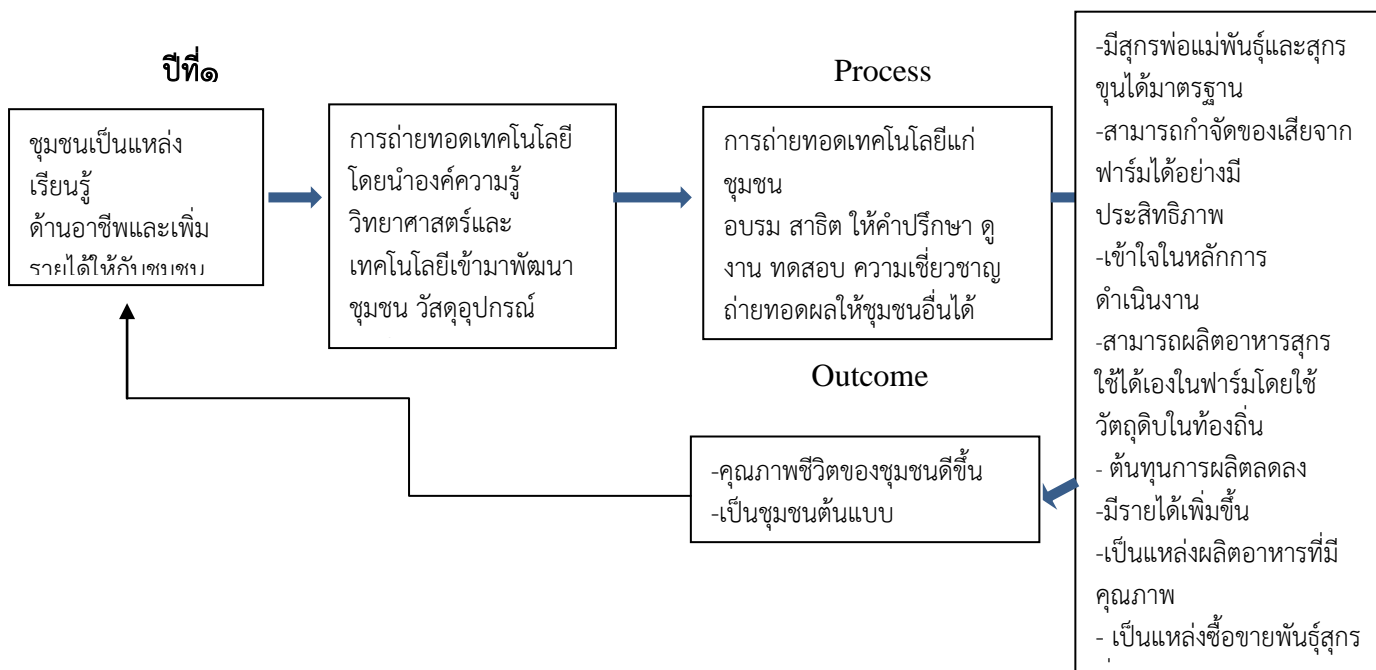 ปีที่๑
ชุมชนเป็นแหล่ง
เรียนรู้
ด้านอาชีพและเพิ่ม
รายได้ให้กับชุมชน
การถ่ายทอดเทคโนโลยี
โดยนำองค์ความรู้
วิทยาศาสตร์และ
เทคโนโลยีเข้ามาพัฒนา
ชุมชน วัสดุอุปกรณ์
Process
การถ่ายทอดเทคโนโลยีแก่
ชุมชน
อบรม สาธิต ให้คำปรึกษา ดู
งาน ทดสอบ ความเชี่ยวชาญ
ถ่ายทอดผลให้ชุมชนอื่นได้
-มีสุกรพ่อแม่พันธุ์และสุกร
ขุนได้มาตรฐาน
-สามารถกำจัดของเสียจาก
ฟาร์มได้อย่างมี
ประสิทธิภาพ
-เข้าใจในหลักการ
ดำเนินงาน
-สามารถผลิตอาหารสุกร
ใช้ได้เองในฟาร์มโดยใช้
วัตถุดิบในท้องถิ่น
- ต้นทุนการผลิตลดลง
-มีรายได้เพิ่มขึ้น
-เป็นแหล่งผลิตอาหารที่มี
คุณภาพ
- เป็นแหล่งซื้อขายพันธุ์สุกร
Outcome
-คุณภาพชีวิตของชุมชนดีขึ้น
-เป็นชุมชนต้นแบบ